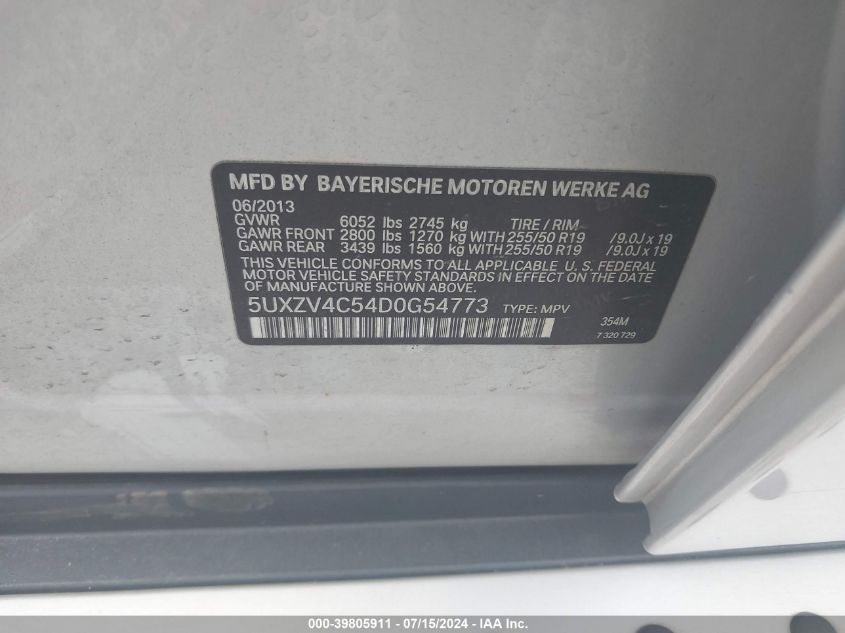 MFD BY BAYERISCHE MOTOREN WERKE AG
06/2013
GVWR 6052 lbs 2745 kg TIRE / RIM
GAWR FRONT 2800 lbs 1270 kg WITH 255/50 R19 /9.0J x 19
GAWR REAR 3439 lbs 1560 kg WITH 255/50 R19 /9.0J x 19
THIS VEHICLE CONFORMS TO ALL APPLICABLE U. S. FEDERAL
MOTOR VEHICLE SAFETY STANDARDS IN EFFECT ON THE DATE
OF MANUFACTURE SHOWN ABOVE.
5UXZV4C54D0G54773 TYPE: MPV
354M
7 320 729
000-39805911 - 07/15/2024 - IAA Inc.